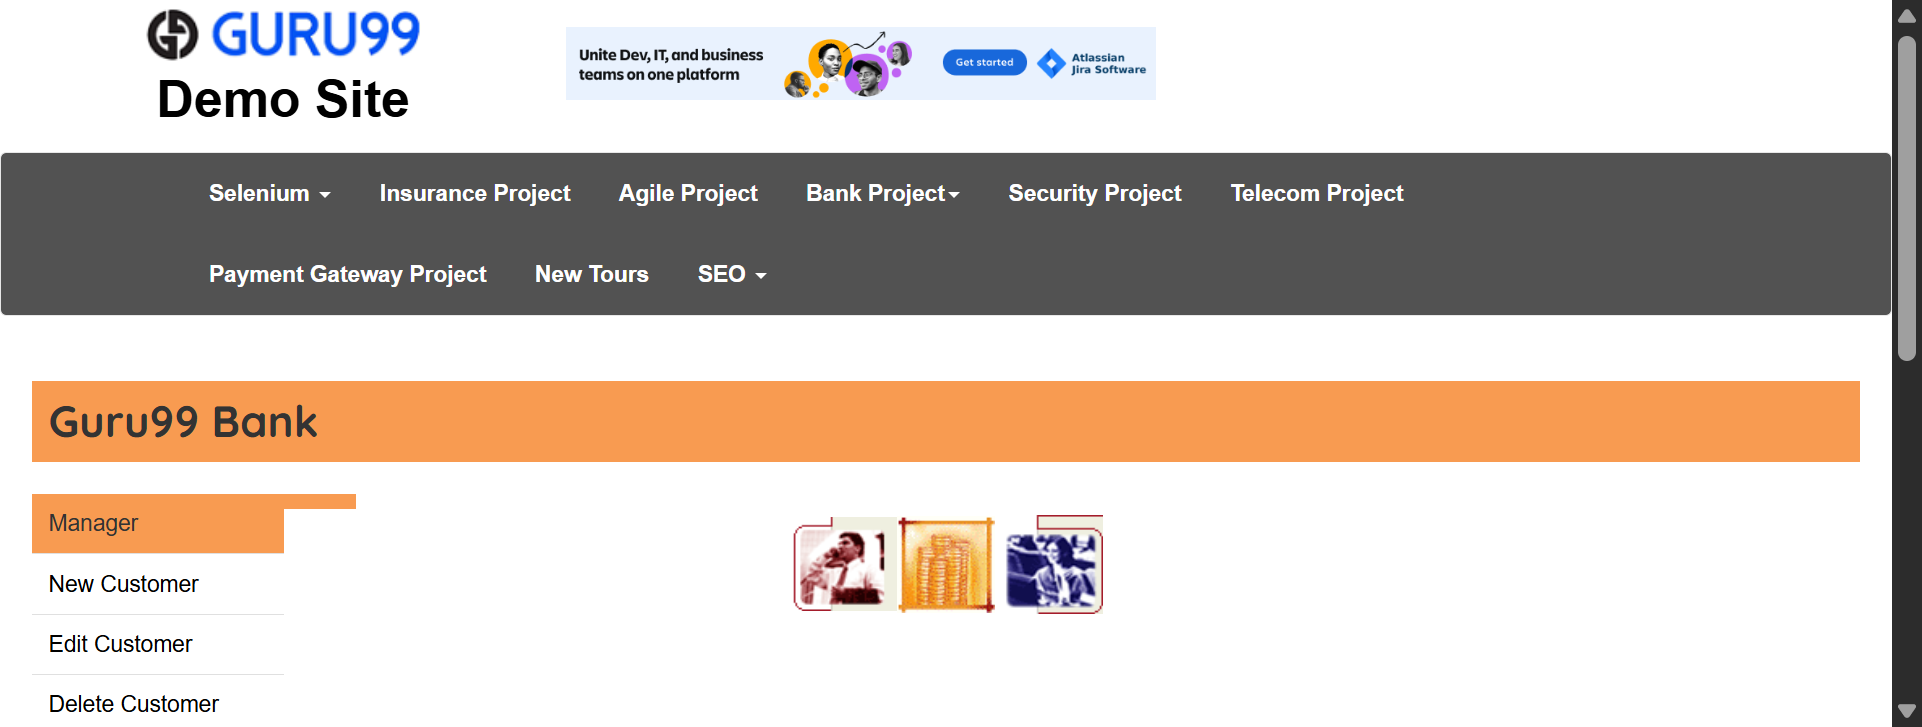 GURU99
Demo Site
Unite Dev, IT, and business
teams on one platform
Get started
Atlassian
Jira Software
Selenium
Insurance Project
Agile Project
Bank Project
Security Project
Telecom Project
Payment Gateway Project
New Tours
SEO
Guru99 Bank
Manager
New Customer
Edit Customer
Delete Customer